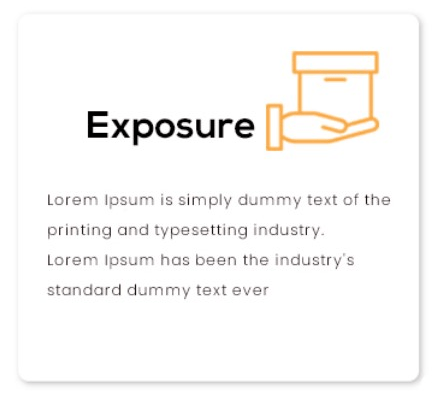 Exposure
Lorem Ipsum is simply dummy text of the
printing and typesetting industry.
Lorem Ipsum has been the industry's
standard dummy text ever